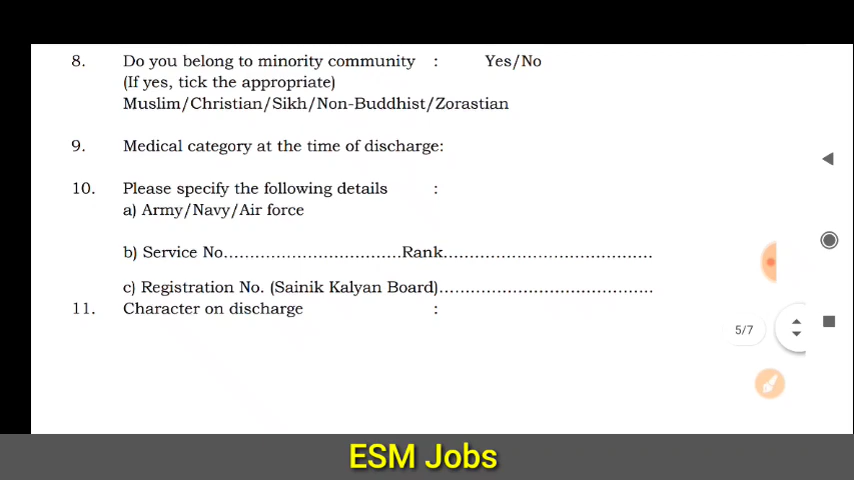 8. Do you belong to minority community : Yes/No
(If yes, tick the appropriate)
Muslim/Christian/Sikh/Non-Buddhist/Zorastian
9. Medical category at the time of discharge:
10. Please specify the following details :
a) Army/Navy/Air force
b) Service No..................................Rank........................................
c) Registration No. (Sainik Kalyan Board).........................................
11. Character on discharge :
5/7
ESM Jobs